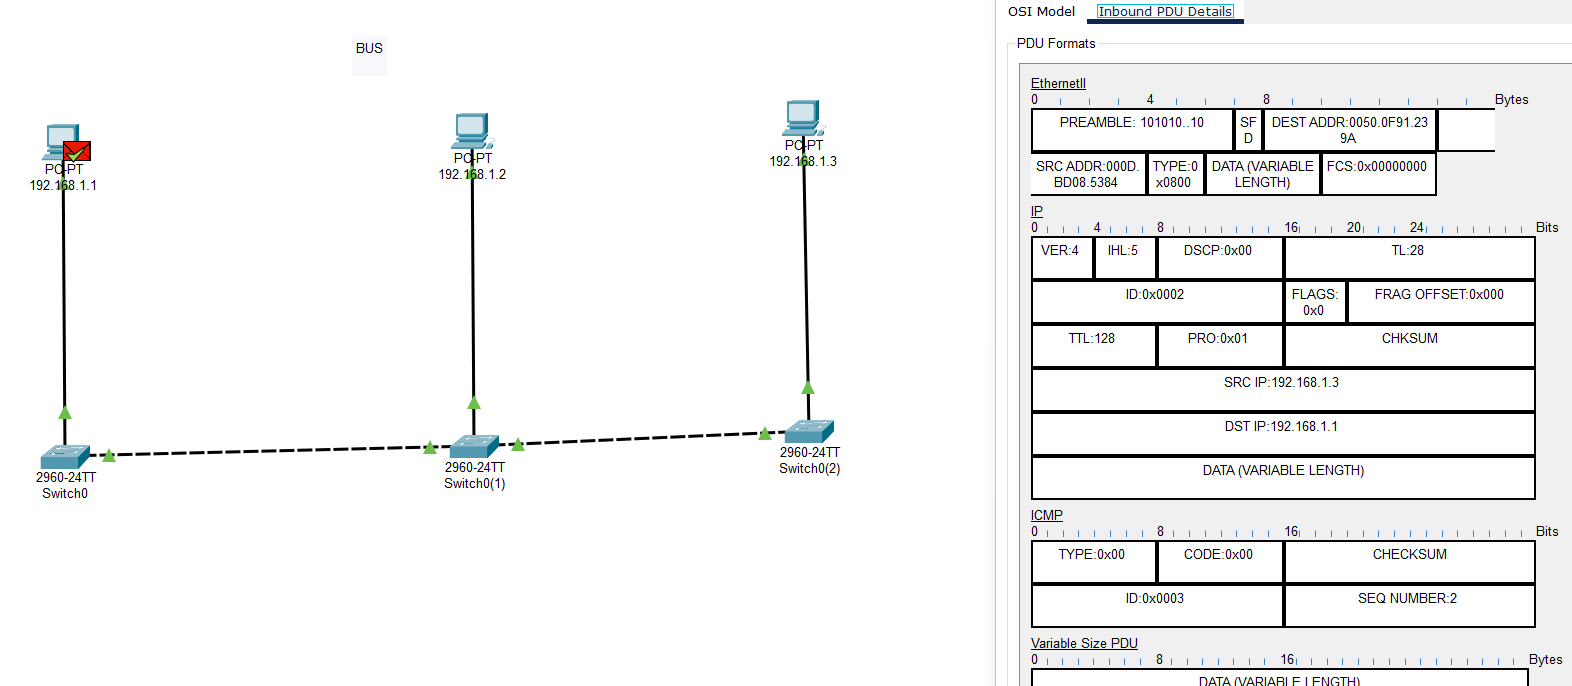 BUS
PC-PT
192.168.1.1
PC-PT
192.168.1.2
PC-PT
192.168.1.3
2960-24TT
Switch0
2960-24TT
Switch0(1)
2960-24TT
Switch0(2)
OSI Model Inbound PDU Details
PDU Formats
EthernetII
0 4 8 Bytes
PREAMBLE: 101010..10
SF
D
DEST ADDR:0050.0F91.23
9A
SRC ADDR:000D.
BD08.5384
TYPE:0
x0800
DATA (VARIABLE
LENGTH)
FCS:0x00000000
IP
0 4 8 16 20 24 Bits
VER:4 IHL:5 DSCP:0x00 TL:28
ID:0x0002
FLAGS:
0x0
FRAG OFFSET:0x000
TTL:128 PRO:0x01 CHKSUM
SRC IP:192.168.1.3
DST IP:192.168.1.1
DATA (VARIABLE LENGTH)
ICMP
0 8 16 Bits
TYPE:0x00 CODE:0x00 CHECKSUM
ID:0x0003 SEQ NUMBER:2
Variable Size PDU
0 8 16 Bytes
DATA (VARIABLE LENGTH)